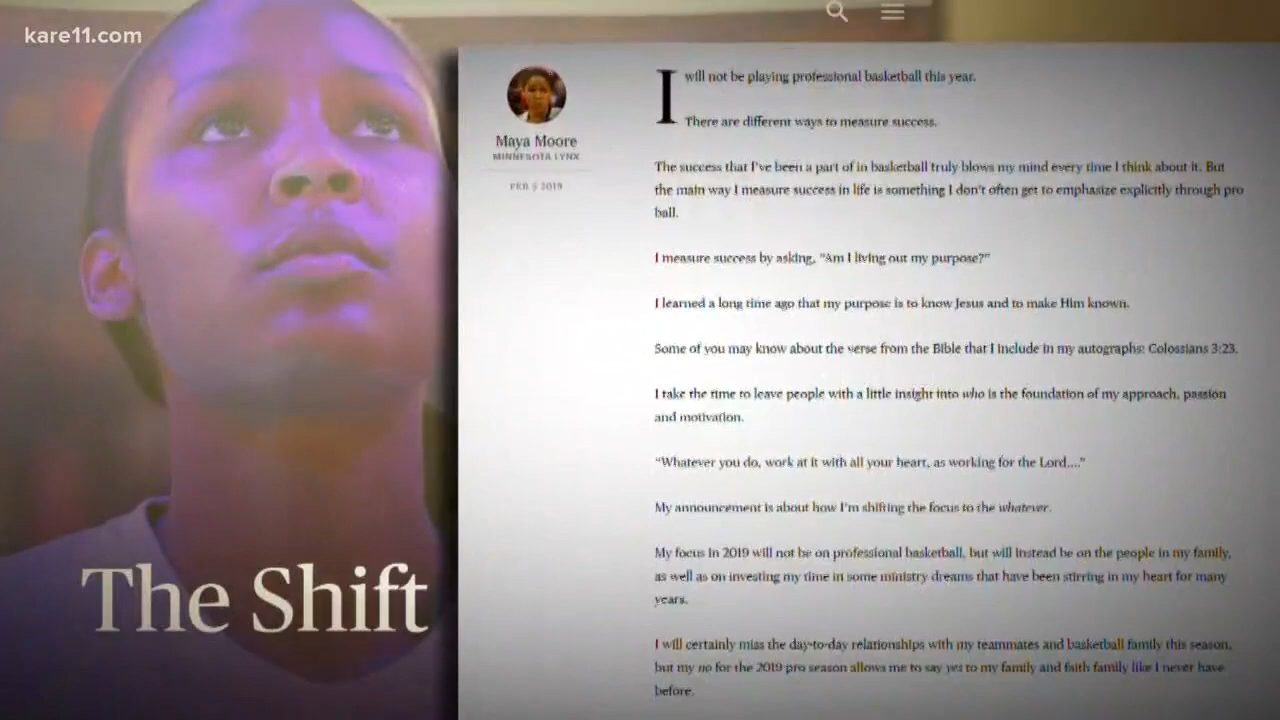 kare11.com
The Shift
Maya Moore
MINNESOTA LYNX
FEB 5 2019
I will not be playing professional basketball this year.
There are different ways to measure success.
The success that I've been a part of in basketball truly blows my mind every time I think about it. But
the main way I measure success in life is something I don't often get to emphasize explicitly through pro
ball.
I measure success by asking, "Am I living out my purpose?"
I learned a long time ago that my purpose is to know Jesus and to make Him known.
Some of you may know about the verse from the Bible that I include in my autographs: Colossians 3:23.
I take the time to leave people with a little insight into who is the foundation of my approach, passion
and motivation.
"Whatever you do, work at it with all your heart, as working for the Lord...."
My announcement is about how I'm shifting the focus to the whatever.
My focus in 2019 will not be on professional basketball, but will instead be on the people in my family,
as well as on investing my time in some ministry dreams that have been stirring in my heart for many
years.
I will certainly miss the day-to-day relationships with my teammates and basketball family this season,
but my no for the 2019 pro season allows me to say yes to my family and faith family like I never have
before.